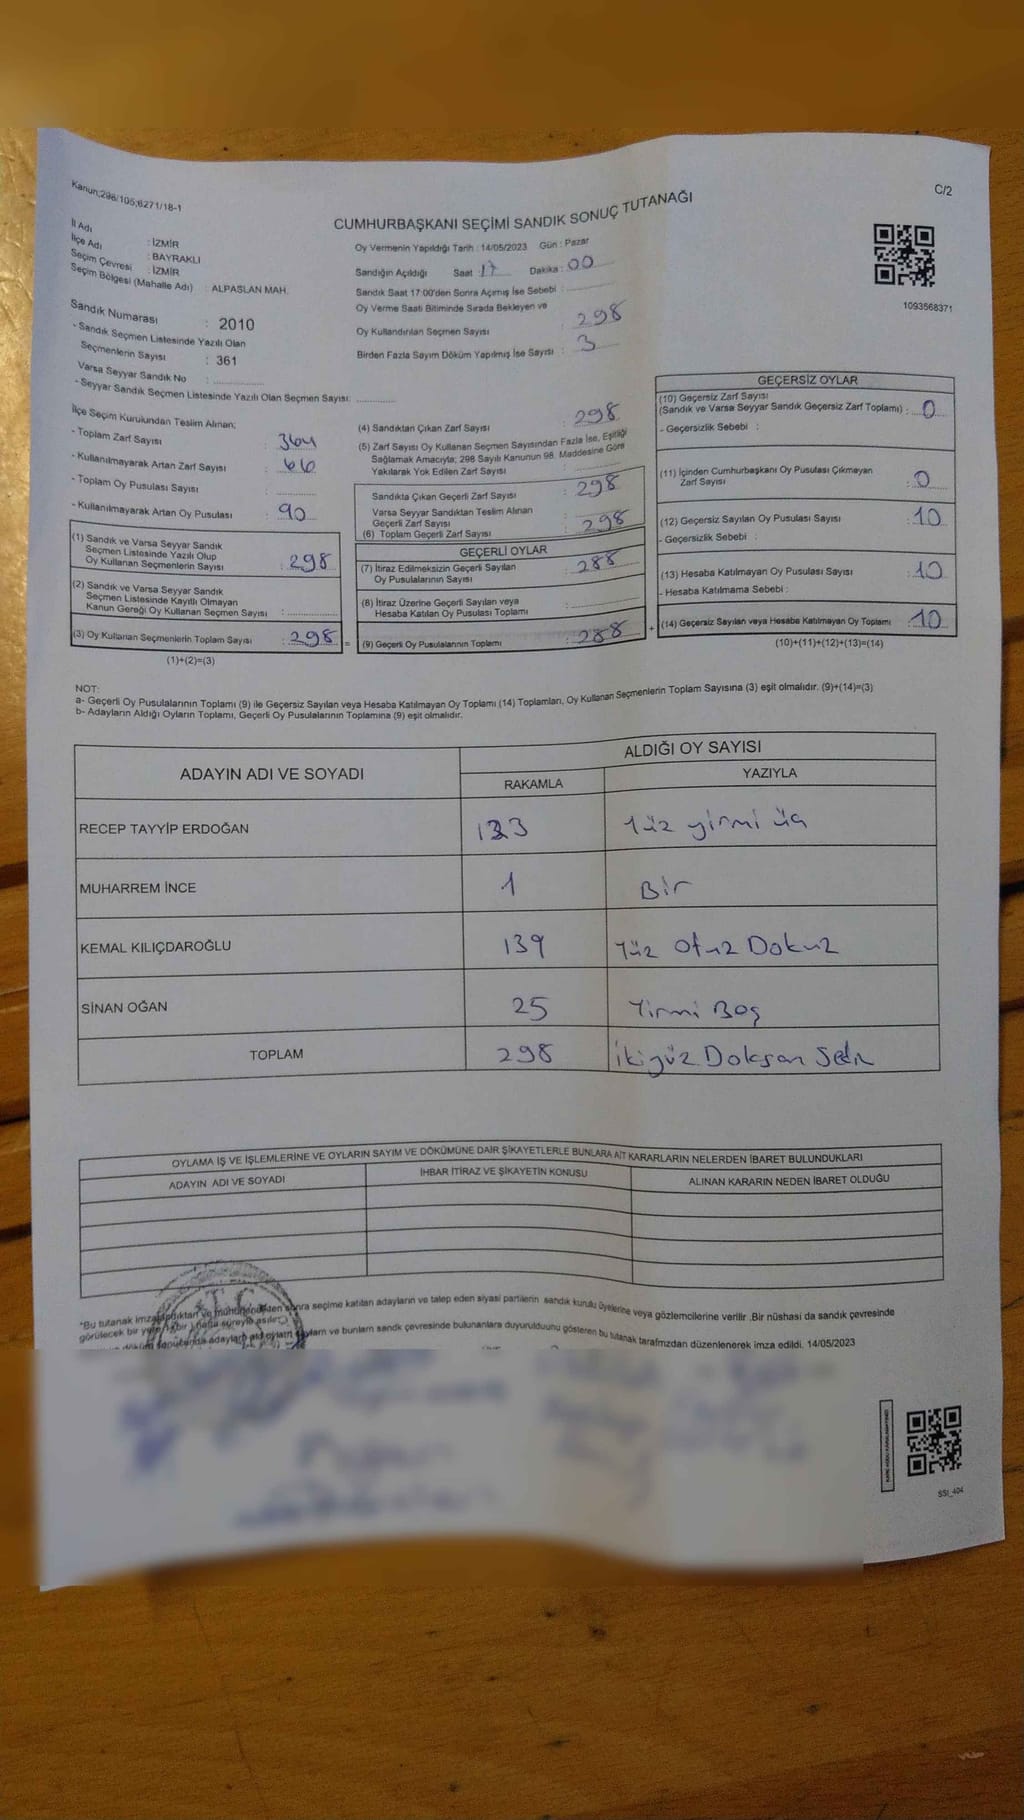 Kanun;298/105;6271/18-1
C/2
CUMHURBAŞKANI SEÇİMİ SANDIK SONUÇ TUTANAĞI
İl Adı : İZMİR
İlçe Adı : BAYRAKLI
Seçim Çevresi : İZMİR
Seçim Bölgesi (Mahalle Adı) : ALPASLAN MAH.
Sandık Numarası : 2010
- Sandık Seçmen Listesinde Yazılı Olan
Seçmenlerin Sayısı : 361
Varsa Seyyar Sandık No : ..............
- Seyyar Sandık Seçmen Listesinde Yazılı Olan Seçmen Sayısı: ............
Oy Vermenin Yapıldığı Tarih : 14/05/2023 Gün : Pazar
Sandığın Açıldığı Saat : 17 Dakika : 00
Sandık Saat 17:00'den Sonra Açımış İse Sebebi : ..............
Oy Verme Saati Bitiminde Sırada Bekleyen ve
Oy Kullandırılan Seçmen Sayısı : 298
Birden Fazla Sayım Döküm Yapılmış İse Sayısı : 3
1093568371
İlçe Seçim Kurulundan Teslim Alınan;
- Toplam Zarf Sayısı : 364
- Kullanılmayarak Artan Zarf Sayısı : 66
- Toplam Oy Pusulası Sayısı : ............
- Kullanılmayarak Artan Oy Pusulası : 90
(1) Sandık ve Varsa Seyyar Sandık
Seçmen Listesinde Yazılı Olup
Oy Kullanan Seçmenlerin Sayısı : 298
(2) Sandık ve Varsa Seyyar Sandık
Seçmen Listesinde Kayıtlı Olmayan
Kanun Gereği Oy Kullanan Seçmen Sayısı : ..............
(3) Oy Kullanan Seçmenlerin Toplam Sayısı : 298 =
(1)+(2)=(3)
(4) Sandıktan Çıkan Zarf Sayısı : 298
(5) Zarf Sayısı Oy Kullanan Seçmen Sayısından Fazla İse, Eşitliği
Sağlamak Amacıyla; 298 Sayılı Kanunun 98. Maddesine Göre
Yakılarak Yok Edilen Zarf Sayısı : ..............
Sandıkta Çıkan Geçerli Zarf Sayısı : 298
Varsa Seyyar Sandıktan Teslim Alınan
Geçerli Zarf Sayısı : ..............
(6) Toplam Geçerli Zarf Sayısı : 298
GEÇERLİ OYLAR
(7) İtiraz Edilmeksizin Geçerli Sayılan
Oy Pusulalarının Sayısı : 288
(8) İtiraz Üzerine Geçerli Sayılan veya
Hesaba Katılan Oy Pusulası Toplamı : ..............
(9) Geçerli Oy Pusulalarının Toplamı : 288 +
GEÇERSİZ OYLAR
(10) Geçersiz Zarf Sayısı
(Sandık ve Varsa Seyyar Sandık Geçersiz Zarf Toplamı) : 0
- Geçersizlik Sebebi :
(11) İçinden Cumhurbaşkanı Oy Pusulası Çıkmayan
Zarf Sayısı : 0
(12) Geçersiz Sayılan Oy Pusulası Sayısı : 10
- Geçersizlik Sebebi :
(13) Hesaba Katılmayan Oy Pusulası Sayısı : 10
- Hesaba Katılmama Sebebi :
(14) Geçersiz Sayılan veya Hesaba Katılmayan Oy Toplamı : 10
(10)+(11)+(12)+(13)=(14)
NOT:
a- Geçerli Oy Pusulalarının Toplamı (9) ile Geçersiz Sayılan veya Hesaba Katılmayan Oy Toplamı (14) Toplamları, Oy Kullanan Seçmenlerin Toplam Sayısına (3) eşit olmalıdır. (9)+(14)=(3)
b- Adayların Aldığı Oyların Toplamı, Geçerli Oy Pusulalarının Toplamına (9) eşit olmalıdır.
ADAYIN ADI VE SOYADI ALDIĞI OY SAYISI
RAKAMLA YAZIYLA
RECEP TAYYİP ERDOĞAN 123 Yüz yirmi üç
MUHARREM İNCE 1 Bir
KEMAL KILIÇDAROĞLU 139 Yüz Otuz Dokuz
SİNAN OĞAN 25 Yirmi Beş
TOPLAM 298 İkiyüz Doksan
OYLAMA İŞ VE İŞLEMLERİNE VE OYLARIN SAYIM VE DÖKÜMÜNE DAİR ŞİKAYETLERLE BUNLARA AİT KARARLARIN NELERDEN İBARET BULUNDUKLARI
ADAYIN ADI VE SOYADI İHBAR İTİRAZ VE ŞİKAYETİN KONUSU ALINAN KARARIN NEDEN İBARET OLDUĞU
"Bu tutanak imzalandıktan ve mühürlendikten sonra seçime katılan adayların ve talep eden siyasi partilerin sandık kurulu üyelerine veya gözlemcilerine verilir .Bir nüshası da sandık çevresinde
görülecek bir yere bir hafta süreyle asılır."
ve bunların sandık çevresinde bulunanlara duyurulduunu gösteren bu tutanak tarafımızdan düzenlenerek imza edildi. 14/05/2023
SSI_404